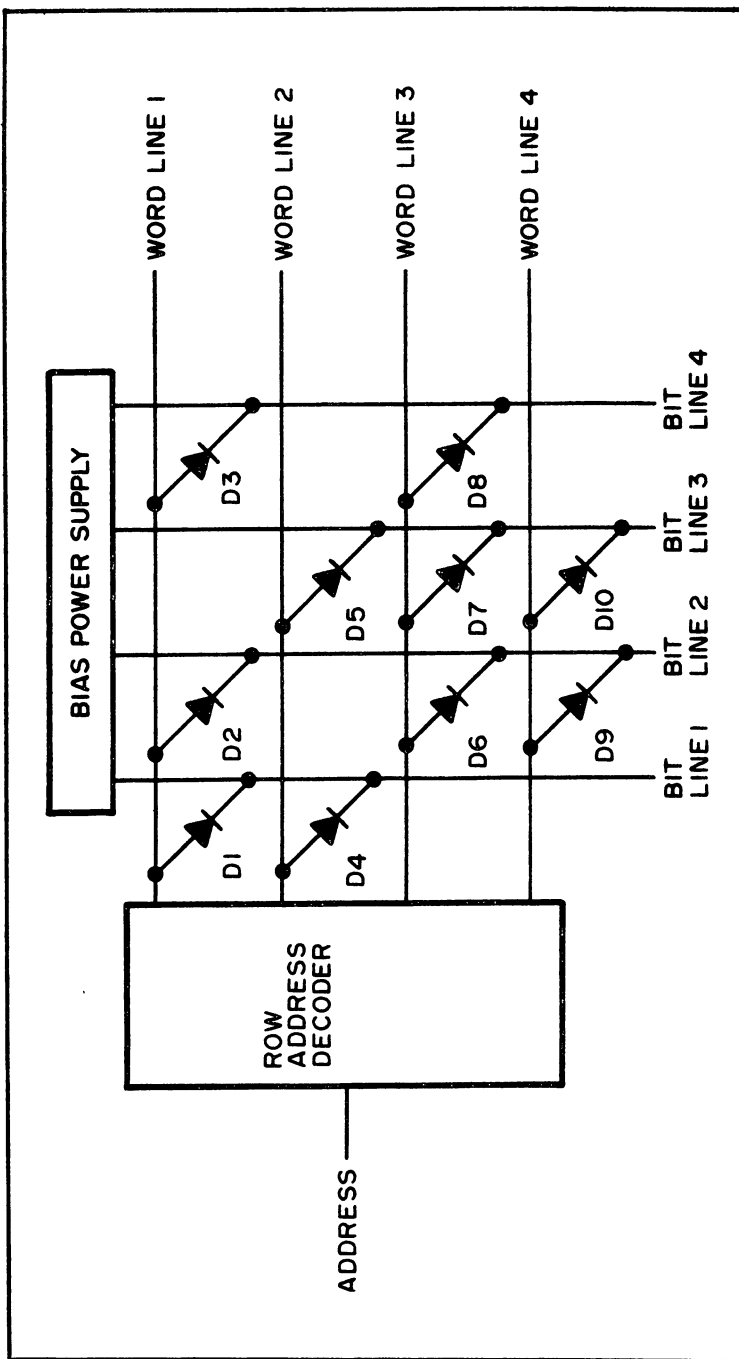 BIAS POWER SUPPLY
WORD LINE 1
D1
D2
D3
WORD LINE 2
D4
D5
WORD LINE 3
D6
D7
D8
WORD LINE 4
D9
D10
ROW
ADDRESS
DECODER
ADDRESS
BIT
LINE 1
BIT
LINE 2
BIT
LINE 3
BIT
LINE 4